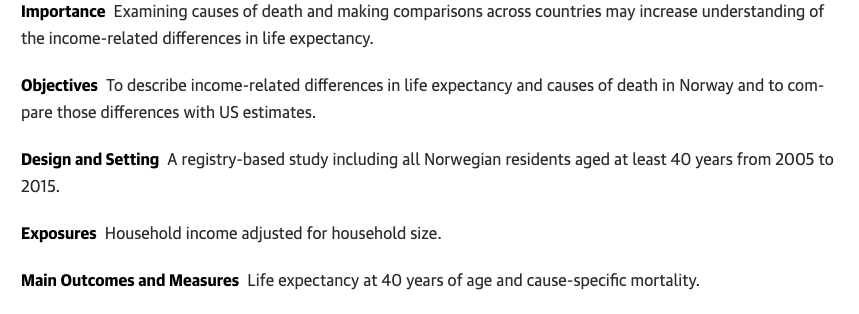 Importance Examining causes of death and making comparisons across countries may increase understanding of
the income-related differences in life expectancy.
Objectives To describe income-related differences in life expectancy and causes of death in Norway and to com-
pare those differences with US estimates.
Design and Setting A registry-based study including all Norwegian residents aged at least 40 years from 2005 to
2015.
Exposures Household income adjusted for household size.
Main Outcomes and Measures Life expectancy at 40 years of age and cause-specific mortality.